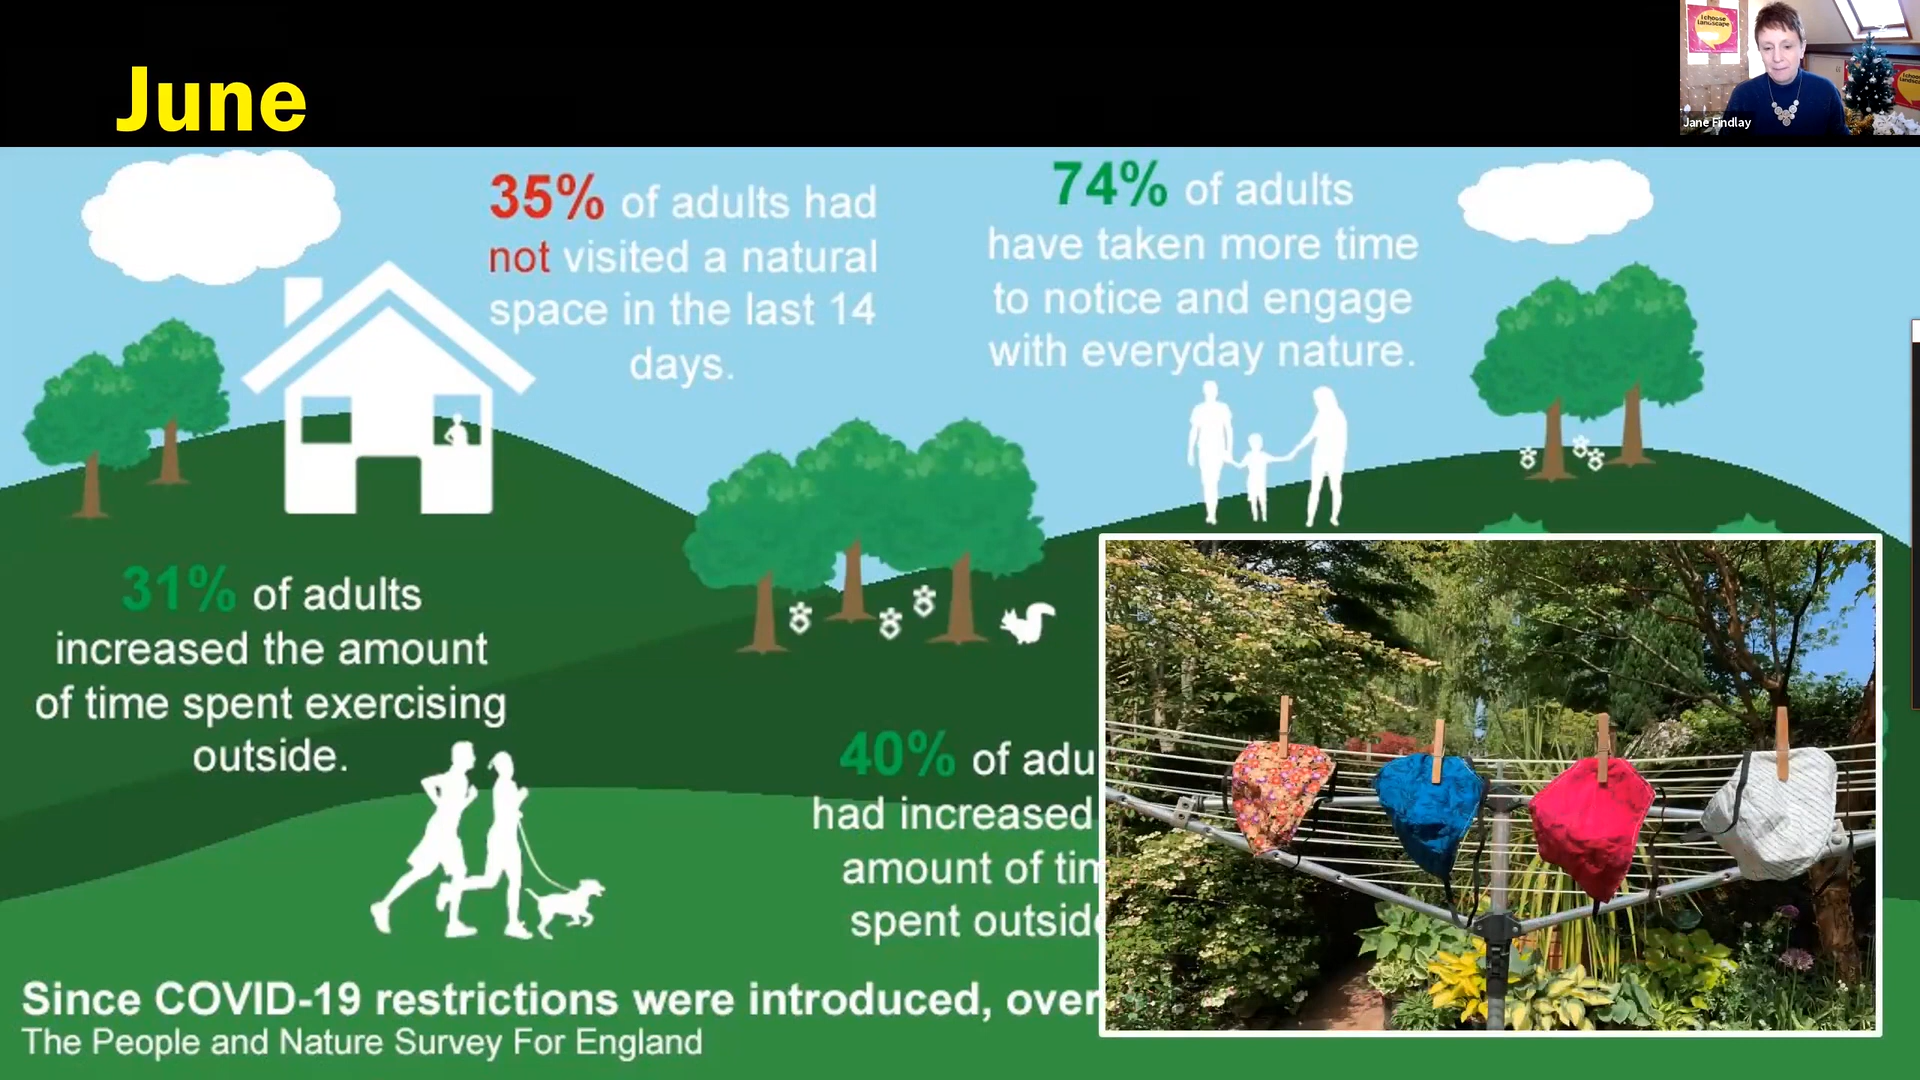 June
I choose
landscape
Jane Findlay
35% of adults had
not visited a natural
space in the last 14
days.
74% of adults
have taken more time
to notice and engage
with everyday nature.
31% of adults
increased the amount
of time spent exercising
outside.
40% of adu
had increased
amount of tim
spent outside
Since COVID-19 restrictions were introduced, over
The People and Nature Survey For England